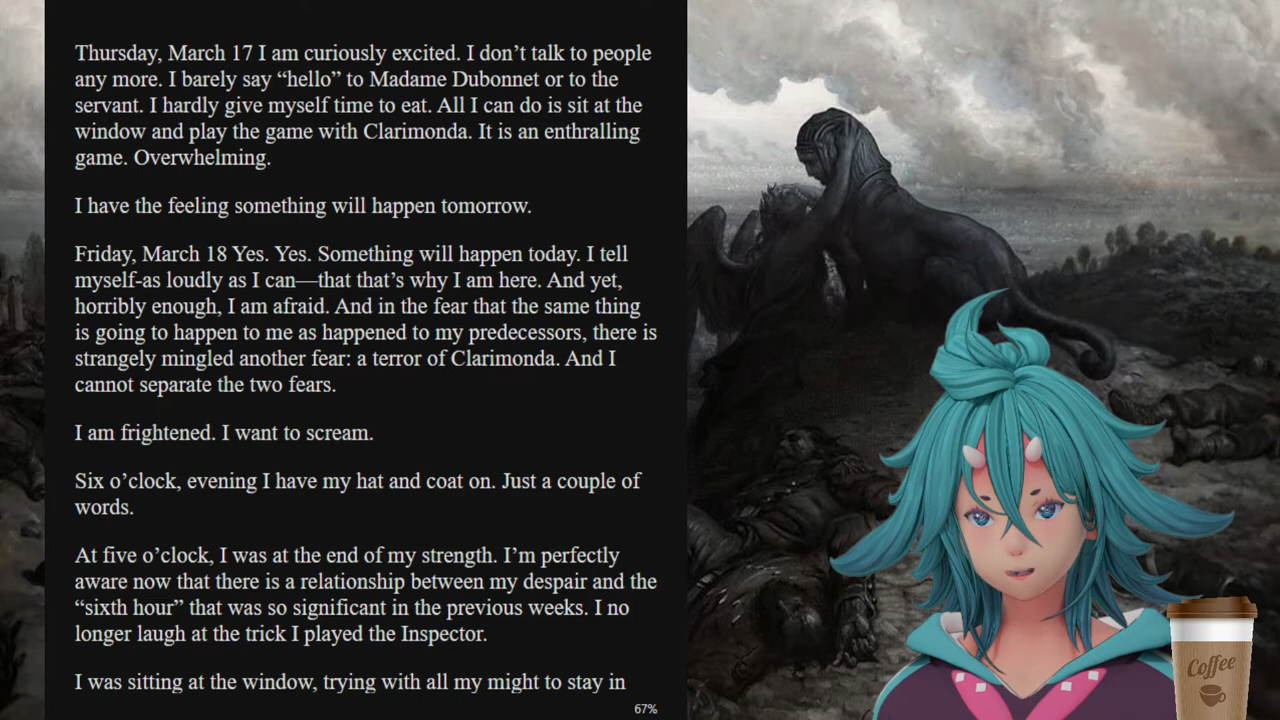 Thursday, March 17 I am curiously excited. I don’t talk to people
any more. I barely say “hello” to Madame Dubonnet or to the
servant. I hardly give myself time to eat. All I can do is sit at the
window and play the game with Clarimonda. It is an enthralling
game. Overwhelming.
I have the feeling something will happen tomorrow.
Friday, March 18 Yes. Yes. Something will happen today. I tell
myself-as loudly as I can—that that’s why I am here. And yet,
horribly enough, I am afraid. And in the fear that the same thing
is going to happen to me as happened to my predecessors, there is
strangely mingled another fear: a terror of Clarimonda. And I
cannot separate the two fears.
I am frightened. I want to scream.
Six o’clock, evening I have my hat and coat on. Just a couple of
words.
At five o’clock, I was at the end of my strength. I’m perfectly
aware now that there is a relationship between my despair and the
“sixth hour” that was so significant in the previous weeks. I no
longer laugh at the trick I played the Inspector.
I was sitting at the window, trying with all my might to stay in
67%
Coffee